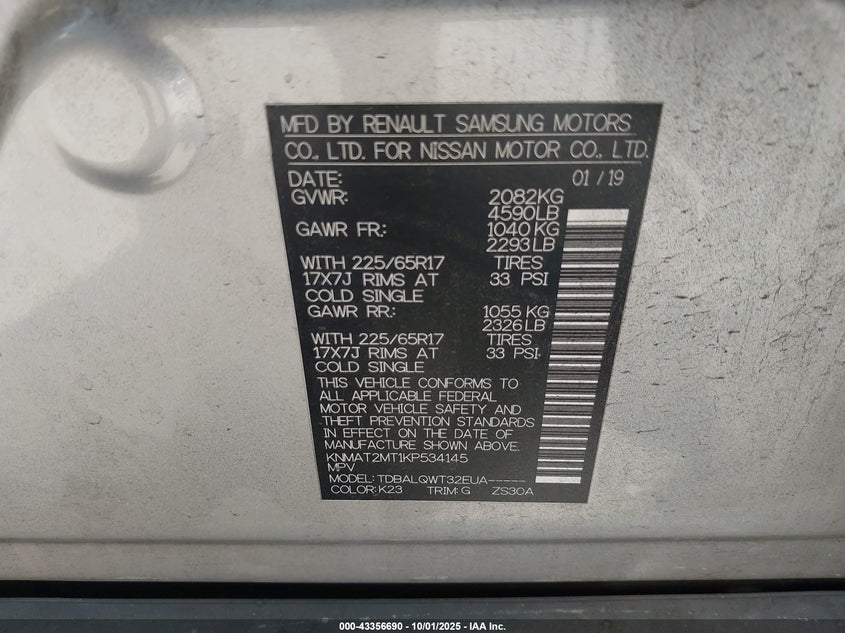 MFD BY RENAULT SAMSUNG MOTORS
CO., LTD. FOR NISSAN MOTOR CO., LTD.
DATE: 01 / 19
GVWR: 2082KG
4590LB
GAWR FR: 1040 KG
2293 LB
WITH 225/65R17 TIRES
17X7J RIMS AT 33 PSI
COLD SINGLE
GAWR RR: 1055 KG
2326 LB
WITH 225/65R17 TIRES
17X7J RIMS AT 33 PSI
COLD SINGLE
THIS VEHICLE CONFORMS TO
ALL APPLICABLE FEDERAL
MOTOR VEHICLE SAFETY AND
THEFT PREVENTION STANDARDS
IN EFFECT ON THE DATE OF
MANUFACTURE SHOWN ABOVE.
KNMAT2MT1KP534145
MPV
MODEL: TDBALQWT32EUA-----
COLOR: K23 TRIM: G ZS30A
000-43356690 - 10/01/2025 - IAA Inc.